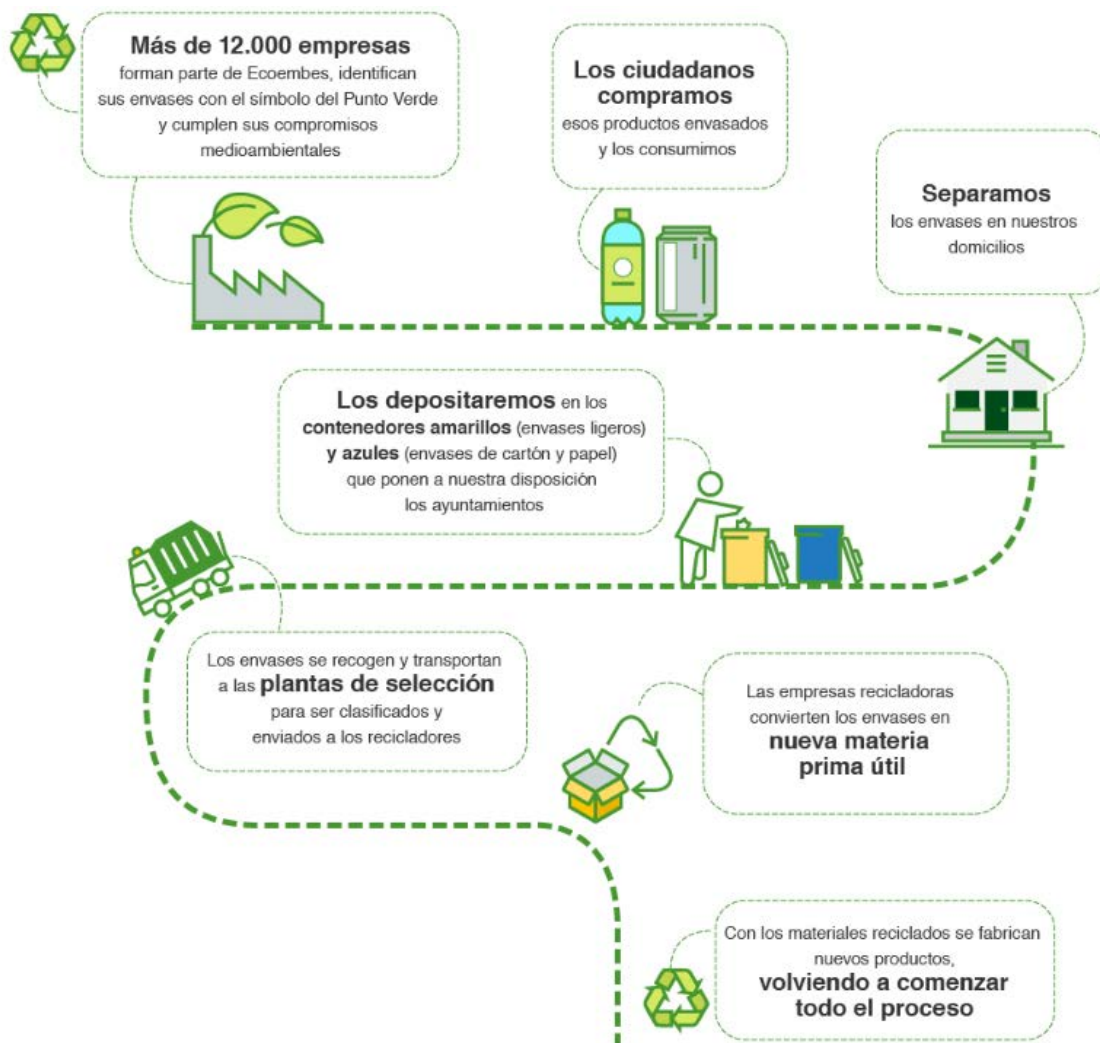 Más de 12.000 empresas
forman parte de Ecoembes, identifican
sus envases con el símbolo del Punto Verde
y cumplen sus compromisos
medioambientales
Los ciudadanos
compramos
esos productos envasados
y los consumimos
Separamos
los envases en nuestros
domicilios
Los depositaremos en los
contenedores amarillos (envases ligeros)
y azules (envases de cartón y papel)
que ponen a nuestra disposición
los ayuntamientos
Los envases se recogen y transportan
a las plantas de selección
para ser clasificados y
enviados a los recicladores
Las empresas recicladoras
convierten los envases en
nueva materia
prima útil
Con los materiales reciclados se fabrican
nuevos productos,
volviendo a comenzar
todo el proceso